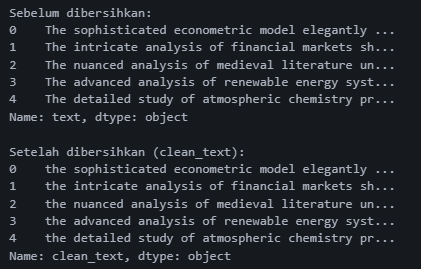 Sebelum dibersihkan:
0    The sophisticated econometric model elegantly ...
1    The intricate analysis of financial markets sh...
2    The nuanced analysis of medieval literature un...
3    The advanced analysis of renewable energy syst...
4    The detailed study of atmospheric chemistry pr...
Name: text, dtype: object

Setelah dibersihkan (clean_text):
0    the sophisticated econometric model elegantly ...
1    the intricate analysis of financial markets sh...
2    the nuanced analysis of medieval literature un...
3    the advanced analysis of renewable energy syst...
4    the detailed study of atmospheric chemistry pr...
Name: clean_text, dtype: object